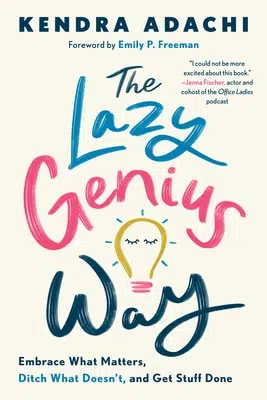 KENDRA ADACHI
Foreword by Emily P. Freeman
"I could not be more
excited about this book."
—Jenna Fischer, actor and
cohost of the Office Ladies
podcast
The
Lazy
Genius
Way
Embrace What Matters,
Ditch What Doesn't, and Get Stuff Done